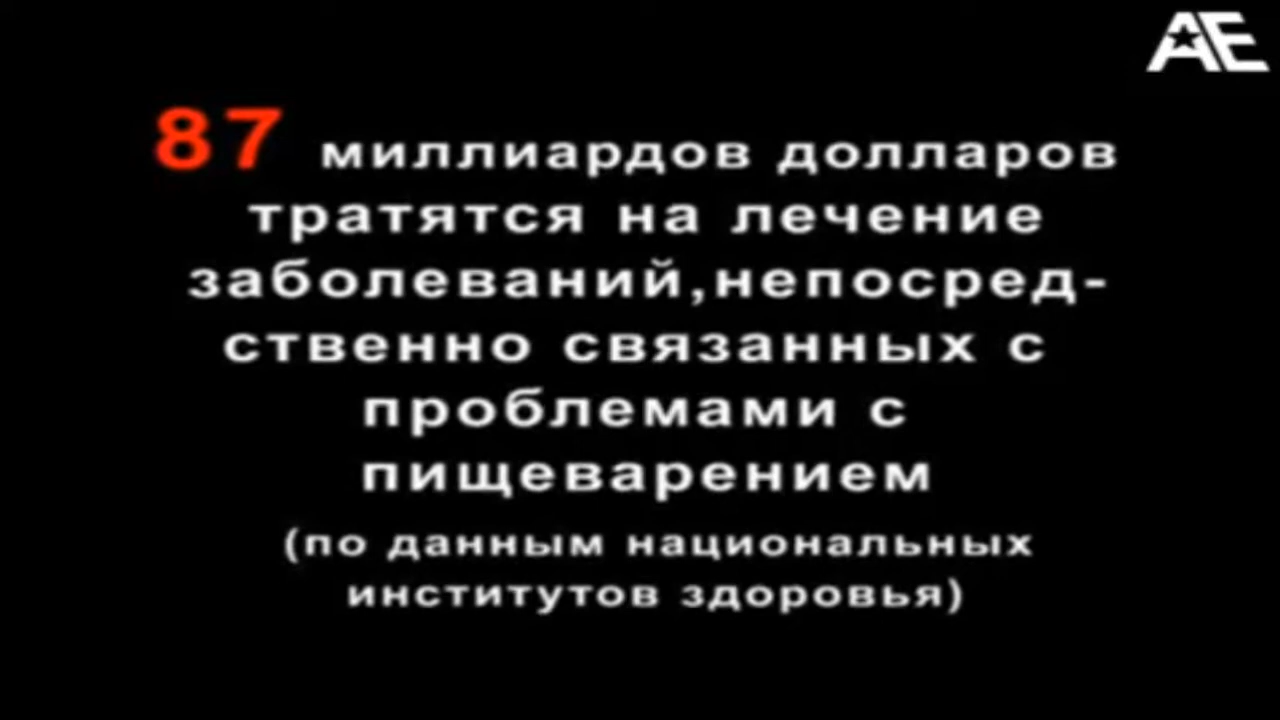 AE
87 миллиардов долларов
тратятся на лечение
заболеваний,непосред-
ственно связанных с
проблемами с
пищеварением
(по данным национальных
институтов здоровья)